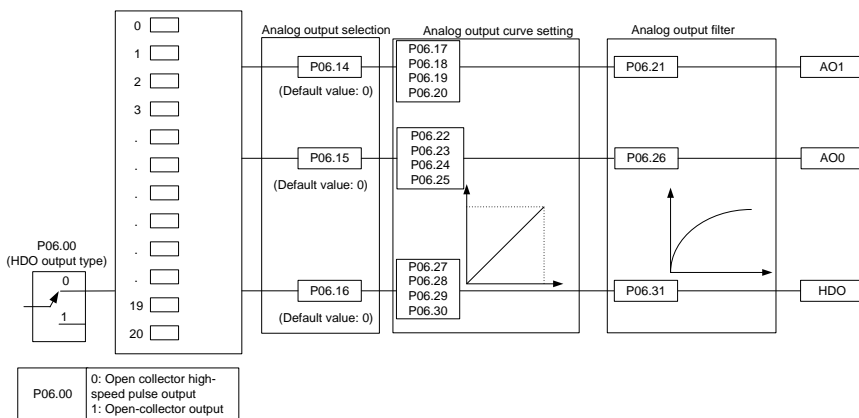 Analog output selection
Analog output curve setting
Analog output filter
0
1
2
3
.
.
.
.
.
.
19
20
P06.14
(Default value: 0)
P06.17
P06.18
P06.19
P06.20
P06.21
AO1
P06.15
(Default value: 0)
P06.22
P06.23
P06.24
P06.25
P06.26
AO0
P06.00
(HDO output type)
0
1
P06.16
(Default value: 0)
P06.27
P06.28
P06.29
P06.30
P06.31
HDO
P06.00
0: Open collector high-
speed pulse output
1: Open-collector output